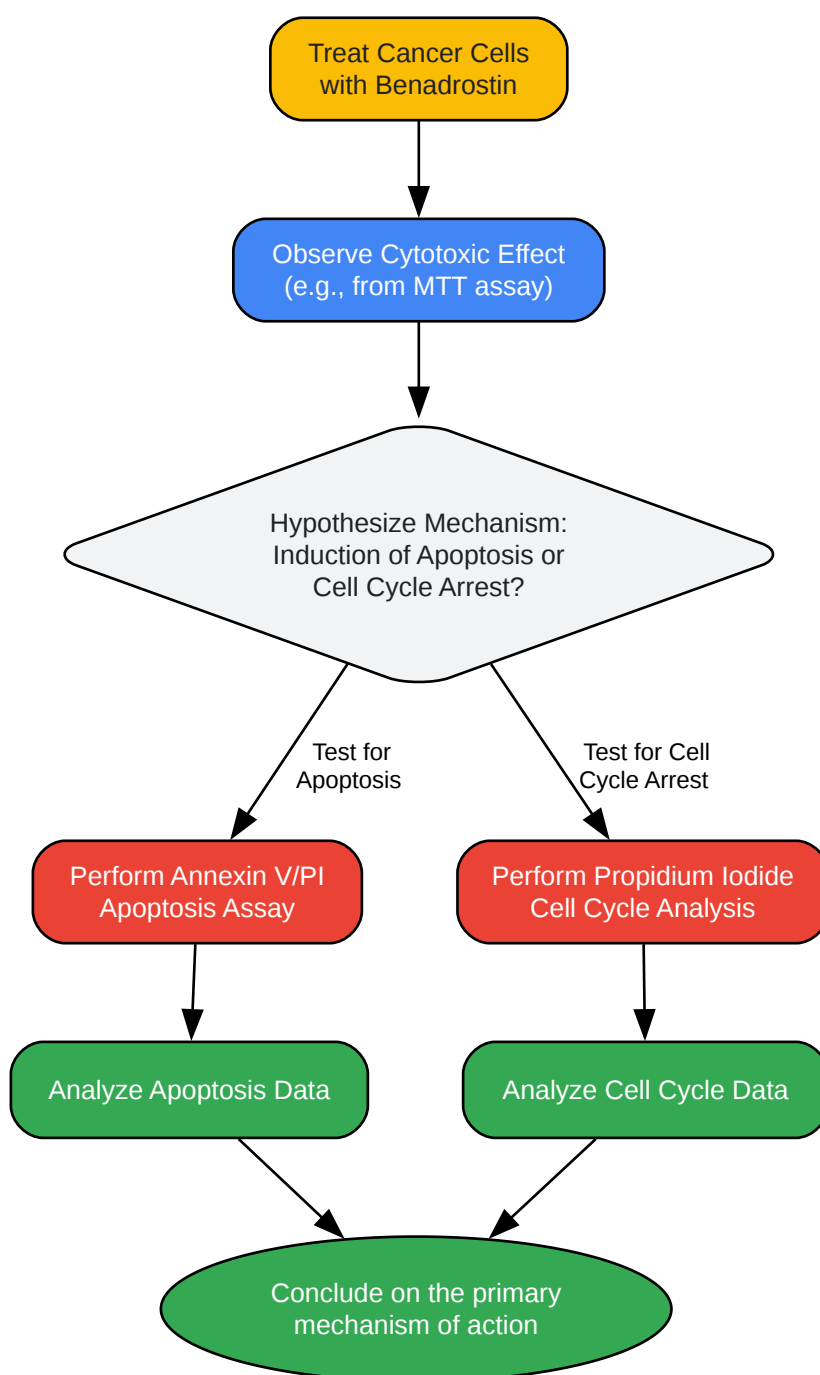 Treat Cancer Cells
with Benadrostin
Observe Cytotoxic Effect
(e.g., from MTT assay)
Hypothesize Mechanism:
Induction of Apoptosis or
Cell Cycle Arrest?
Test for
Apoptosis
Test for Cell
Cycle Arrest
Perform Annexin V/PI
Apoptosis Assay
Perform Propidium Iodide
Cell Cycle Analysis
Analyze Apoptosis Data
Analyze Cell Cycle Data
Conclude on the primary
mechanism of action